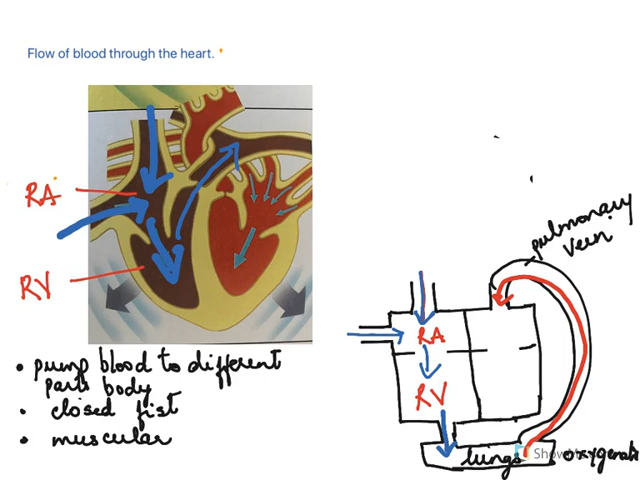 Flow of blood through the heart.
RA
RV
• pump blood to different
parts body
• closed fist
• muscular
pulmonary
vein
RA
RV
lungs
oxygenate